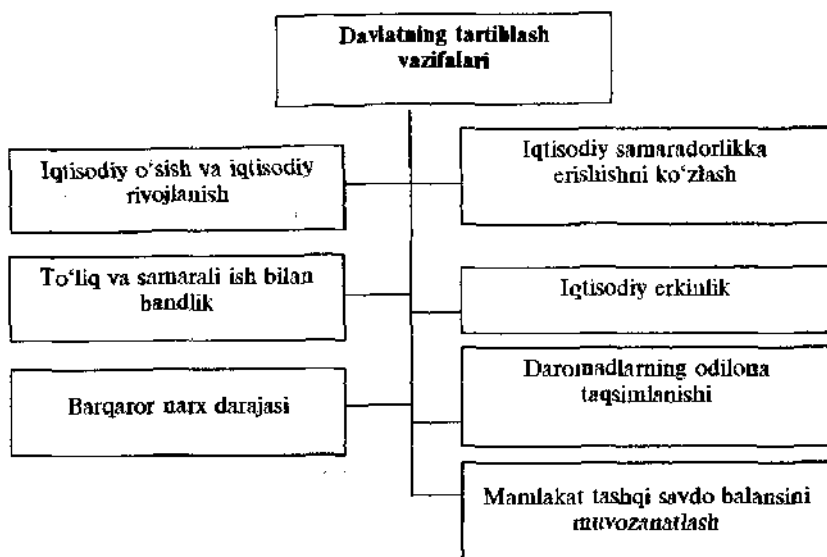 Davlatning tartiblash
vazifalari
Iqtisodiy o‘sish va iqtisodiy
rivojlanish
Iqtisodiy samaradorlikka
erishishni ko‘zlash
To‘liq va samarali ish bilan
bandlik
Iqtisodiy erkinlik
Barqaror narx darajasi
Daromadlarning odilona
taqsimlanishi
Mamlakat tashqi savdo balansini
muvozanatlash